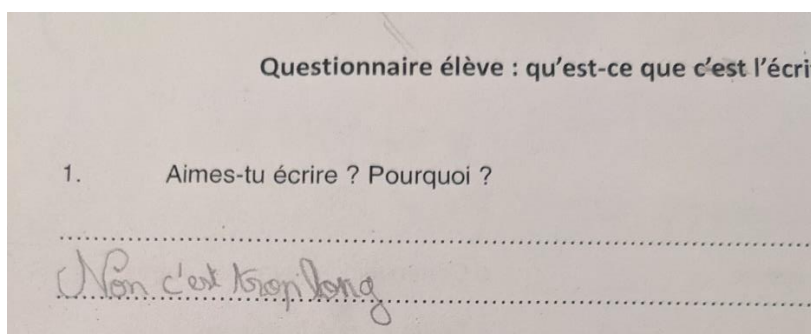 Questionnaire élève : qu'est-ce que c'est l'écri
1. Aimes-tu écrire ? Pourquoi ?
Non c'est trop long